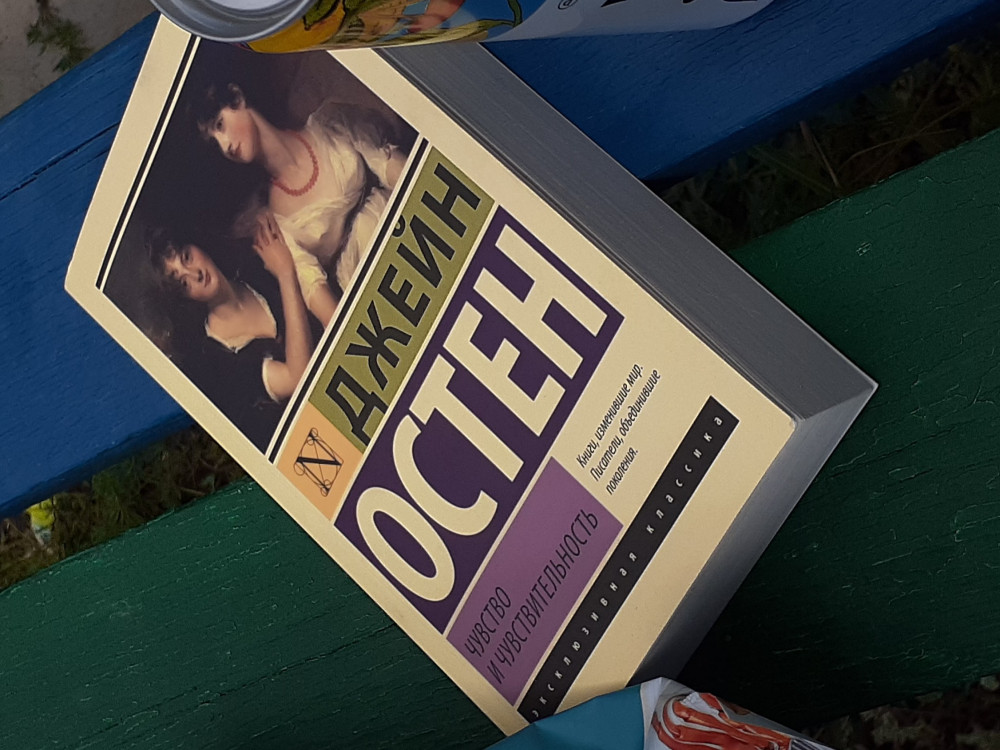 ДЖЕЙН
N
ОСТЕН
ЧУВСТВО
И ЧУВСТВИТЕЛЬНОСТЬ
Книги, изменившие мир.
Писатели, объединившие
поколения.
эксклюзивная классика